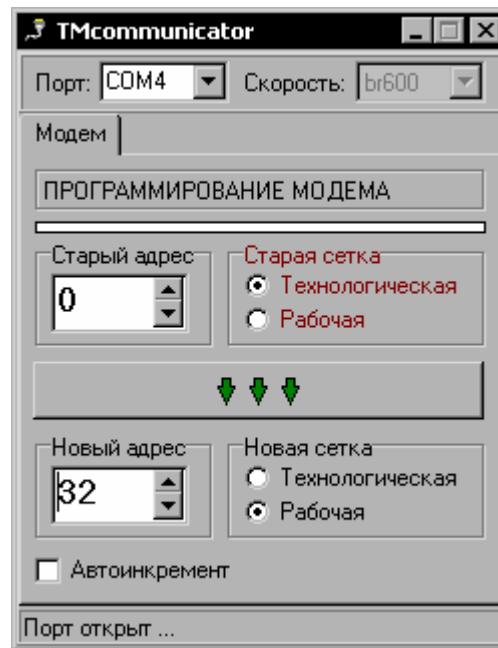 TMcommunicator
Порт: COM4 Скорость: br600
Модем
ПРОГРАММИРОВАНИЕ МОДЕМА
Старый адрес
0
Старая сетка
Технологическая
Рабочая
Новый адрес
32
Новая сетка
Технологическая
Рабочая
Автоинкремент
Порт открыт ...